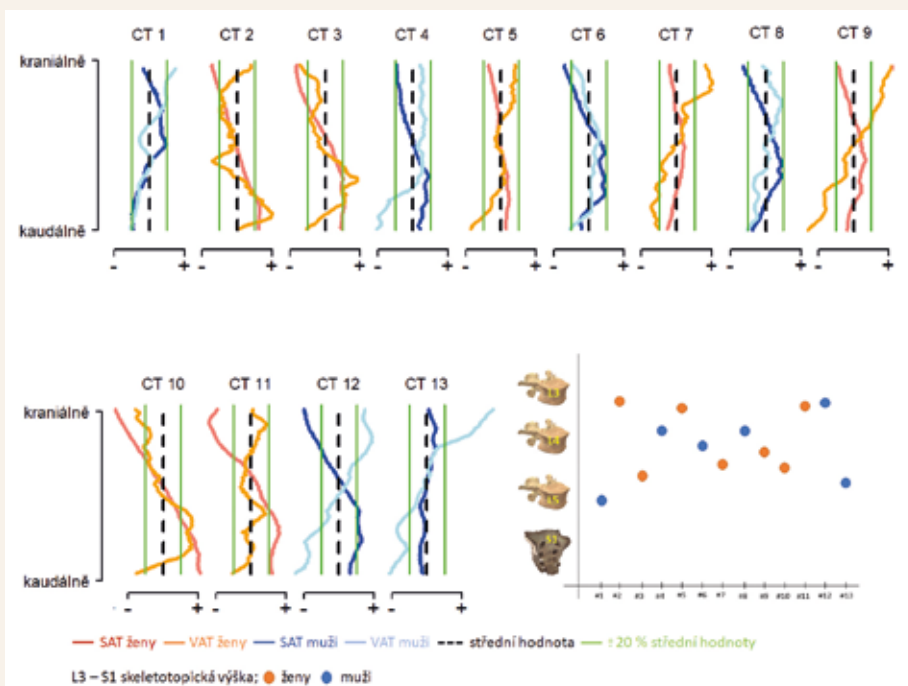 CT 1 CT 2 CT 3 CT 4 CT 5 CT 6 CT 7 CT 8 CT 9
kraniálně
kaudálně
- + - + - + - + - + - + - + - + - +
CT 10 CT 11 CT 12 CT 13
kraniálně
kaudálně
- + - + - + - +
L3
L4
L5
S1
#1 #2 #3 #4 #5 #6 #7 #8 #9 #10 #11 #12 #13
SAT ženy VAT ženy SAT muži VAT muži střední hodnota ±20 % střední hodnoty
L3 – S1 skeletotopická výška; ženy muži